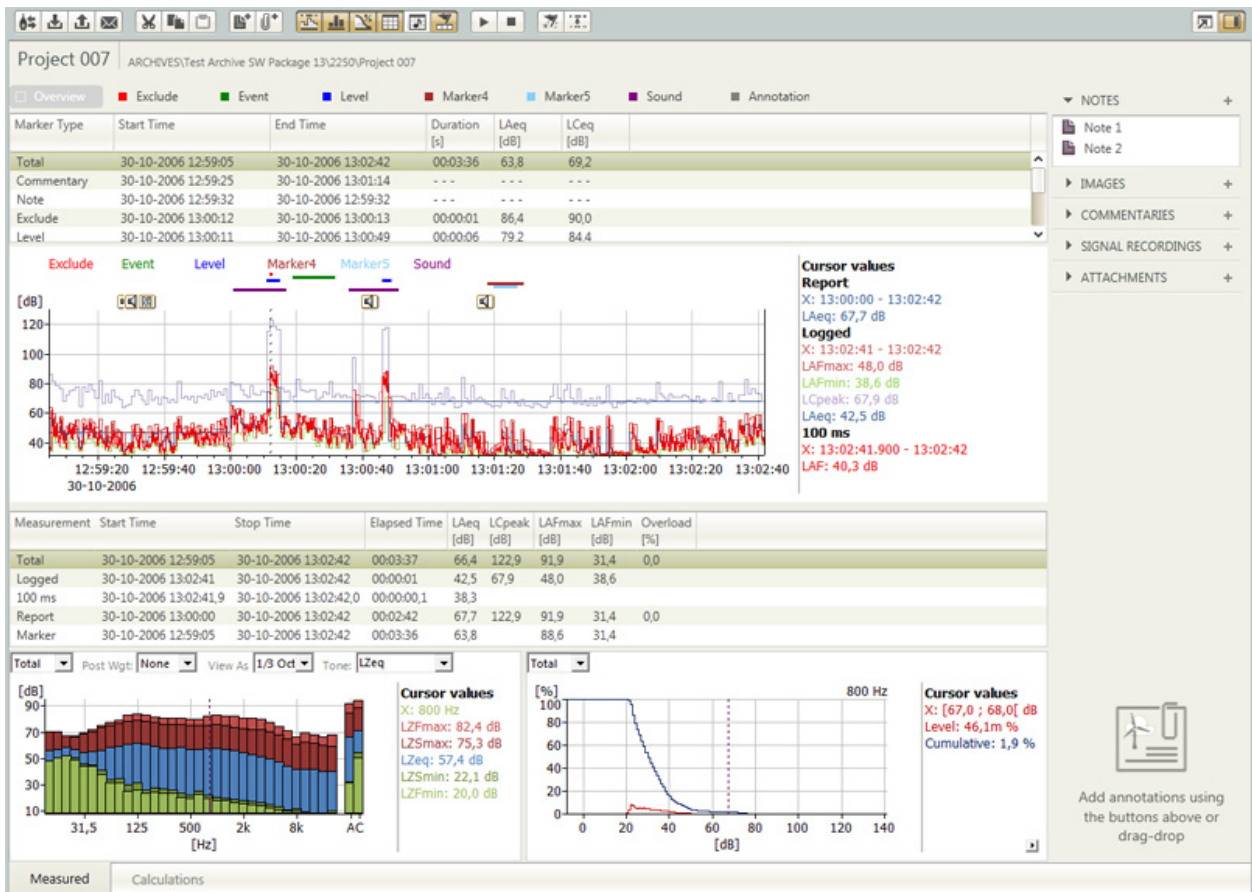 Project 007 ARCHIVES\Test Archive SW Package 13\2250\Project 007
Overview Exclude Event Level Marker4 Marker5 Sound Annotation
Marker Type Start Time End Time Duration [s] LAeq [dB] LCeq [dB]
Total 30-10-2006 12:59:05 30-10-2006 13:02:42 00:03:36 63,8 69,2
Commentary 30-10-2006 12:59:25 30-10-2006 13:01:14 - - - - - - - - -
Note 30-10-2006 12:59:32 30-10-2006 12:59:32 - - - - - - - - -
Exclude 30-10-2006 13:00:12 30-10-2006 13:00:13 00:00:01 86,4 90,0
Level 30-10-2006 13:00:11 30-10-2006 13:00:49 00:00:06 79,2 84,4
Exclude Event Level Marker4 Marker5 Sound
[dB]
120
100
80
60
40
12:59:20 12:59:40 13:00:00 13:00:20 13:00:40 13:01:00 13:01:20 13:01:40 13:02:00 13:02:20 13:02:40
30-10-2006
Cursor values
Report
X: 13:00:00 - 13:02:42
LAeq: 67,7 dB
Logged
X: 13:02:41 - 13:02:42
LAFmax: 48,0 dB
LAFmin: 38,6 dB
LCpeak: 67,9 dB
LAeq: 42,5 dB
100 ms
X: 13:02:41.900 - 13:02:42
LAF: 40,3 dB
Measurement Start Time Stop Time Elapsed Time LAeq [dB] LCpeak [dB] LAFmax [dB] LAFmin [dB] Overload [%]
Total 30-10-2006 12:59:05 30-10-2006 13:02:42 00:03:37 66,4 122,9 91,9 31,4 0,0
Logged 30-10-2006 13:02:41 30-10-2006 13:02:42 00:00:01 42,5 67,9 48,0 38,6
100 ms 30-10-2006 13:02:41,9 30-10-2006 13:02:42,0 00:00:00,1 38,3
Report 30-10-2006 13:00:00 30-10-2006 13:02:42 00:02:42 67,7 122,9 91,9 31,4 0,0
Marker 30-10-2006 12:59:05 30-10-2006 13:02:42 00:03:36 63,8 88,6 31,4
Total Post Wgt: None View As 1/3 Oct Tone: LZeq
[dB]
90
70
50
30
10
31,5 125 500 2k 8k AC
[Hz]
Cursor values
X: 800 Hz
LZFmax: 82,4 dB
LZSmax: 75,3 dB
LZeq: 57,4 dB
LZSmin: 22,1 dB
LZFmin: 20,0 dB
Total
[%] 800 Hz
100
80
60
40
20
0 20 40 60 80 100 120 140
[dB]
Cursor values
X: [67,0 ; 68,0[ dB
Level: 46,1m %
Cumulative: 1,9 %
NOTES +
Note 1
Note 2
IMAGES +
COMMENTARIES +
SIGNAL RECORDINGS +
ATTACHMENTS +
Add annotations using
the buttons above or
drag-drop
Measured Calculations